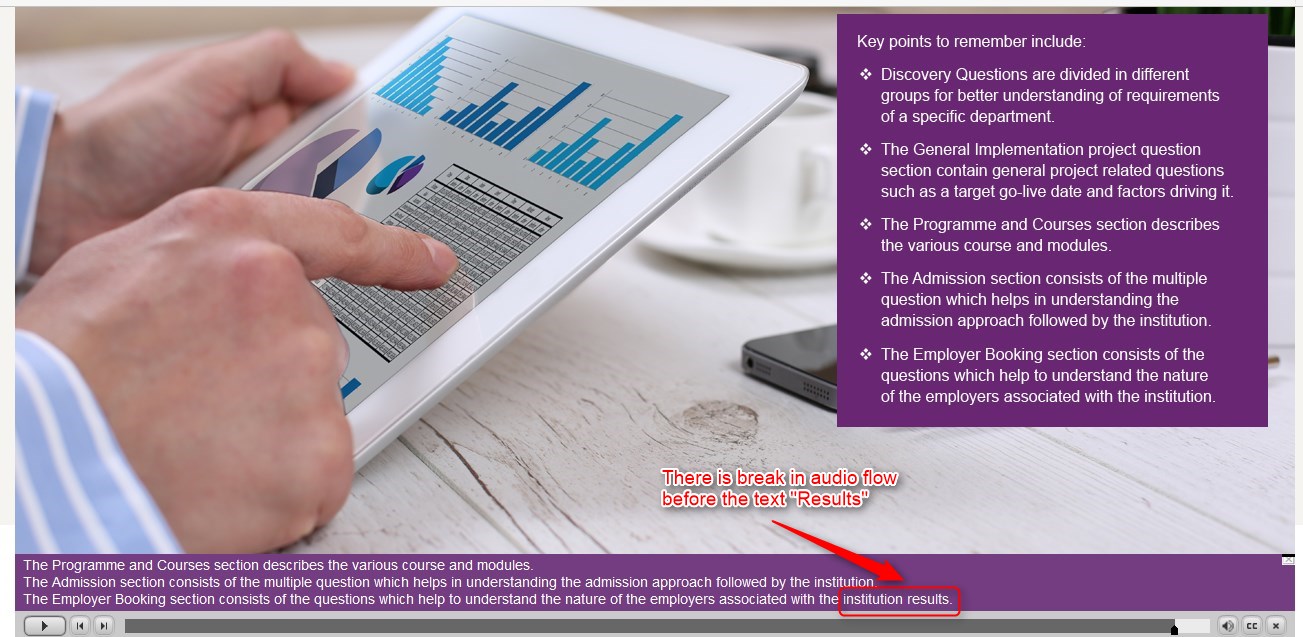 Key points to remember include:
❖ Discovery Questions are divided in different
groups for better understanding of requirements
of a specific department.
❖ The General Implementation project question
section contain general project related questions
such as a target go-live date and factors driving it.
❖ The Programme and Courses section describes
the various course and modules.
❖ The Admission section consists of the multiple
question which helps in understanding the
admission approach followed by the institution.
❖ The Employer Booking section consists of the
questions which help to understand the nature
of the employers associated with the institution.
There is break in audio flow
before the text "Results"
The Programme and Courses section describes the various course and modules.
The Admission section consists of the multiple question which helps in understanding the admission approach followed by the institution.
The Employer Booking section consists of the questions which help to understand the nature of the employers associated with the institution results.
CC